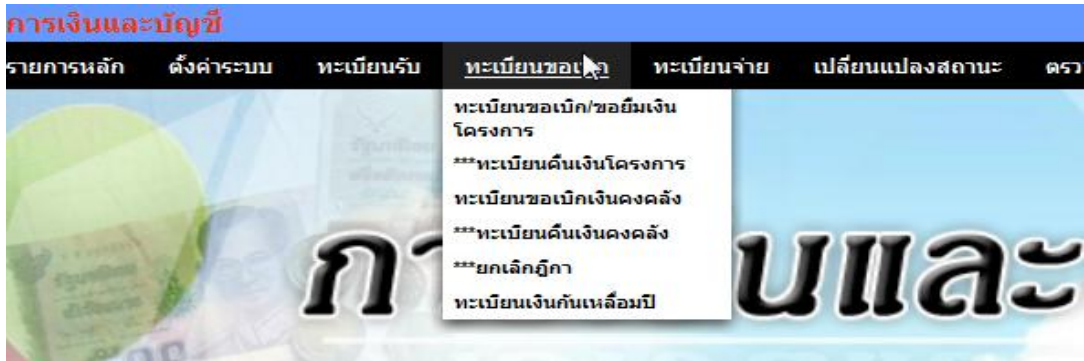 การเงินและบัญชี
รายการหลัก ตั้งค่าระบบ ทะเบียนรับ ทะเบียนขอเบิก ทะเบียนจ่าย เปลี่ยนแปลงสถานะ ตรว
ทะเบียนขอเบิก/ขอยืมเงิน
โครงการ
***ทะเบียนคืนเงินโครงการ
ทะเบียนขอเบิกเงินคงคลัง
***ทะเบียนคืนเงินคงคลัง
***ยกเลิกฎีกา
ทะเบียนเงินกันเหลื่อมปี
กา นและ